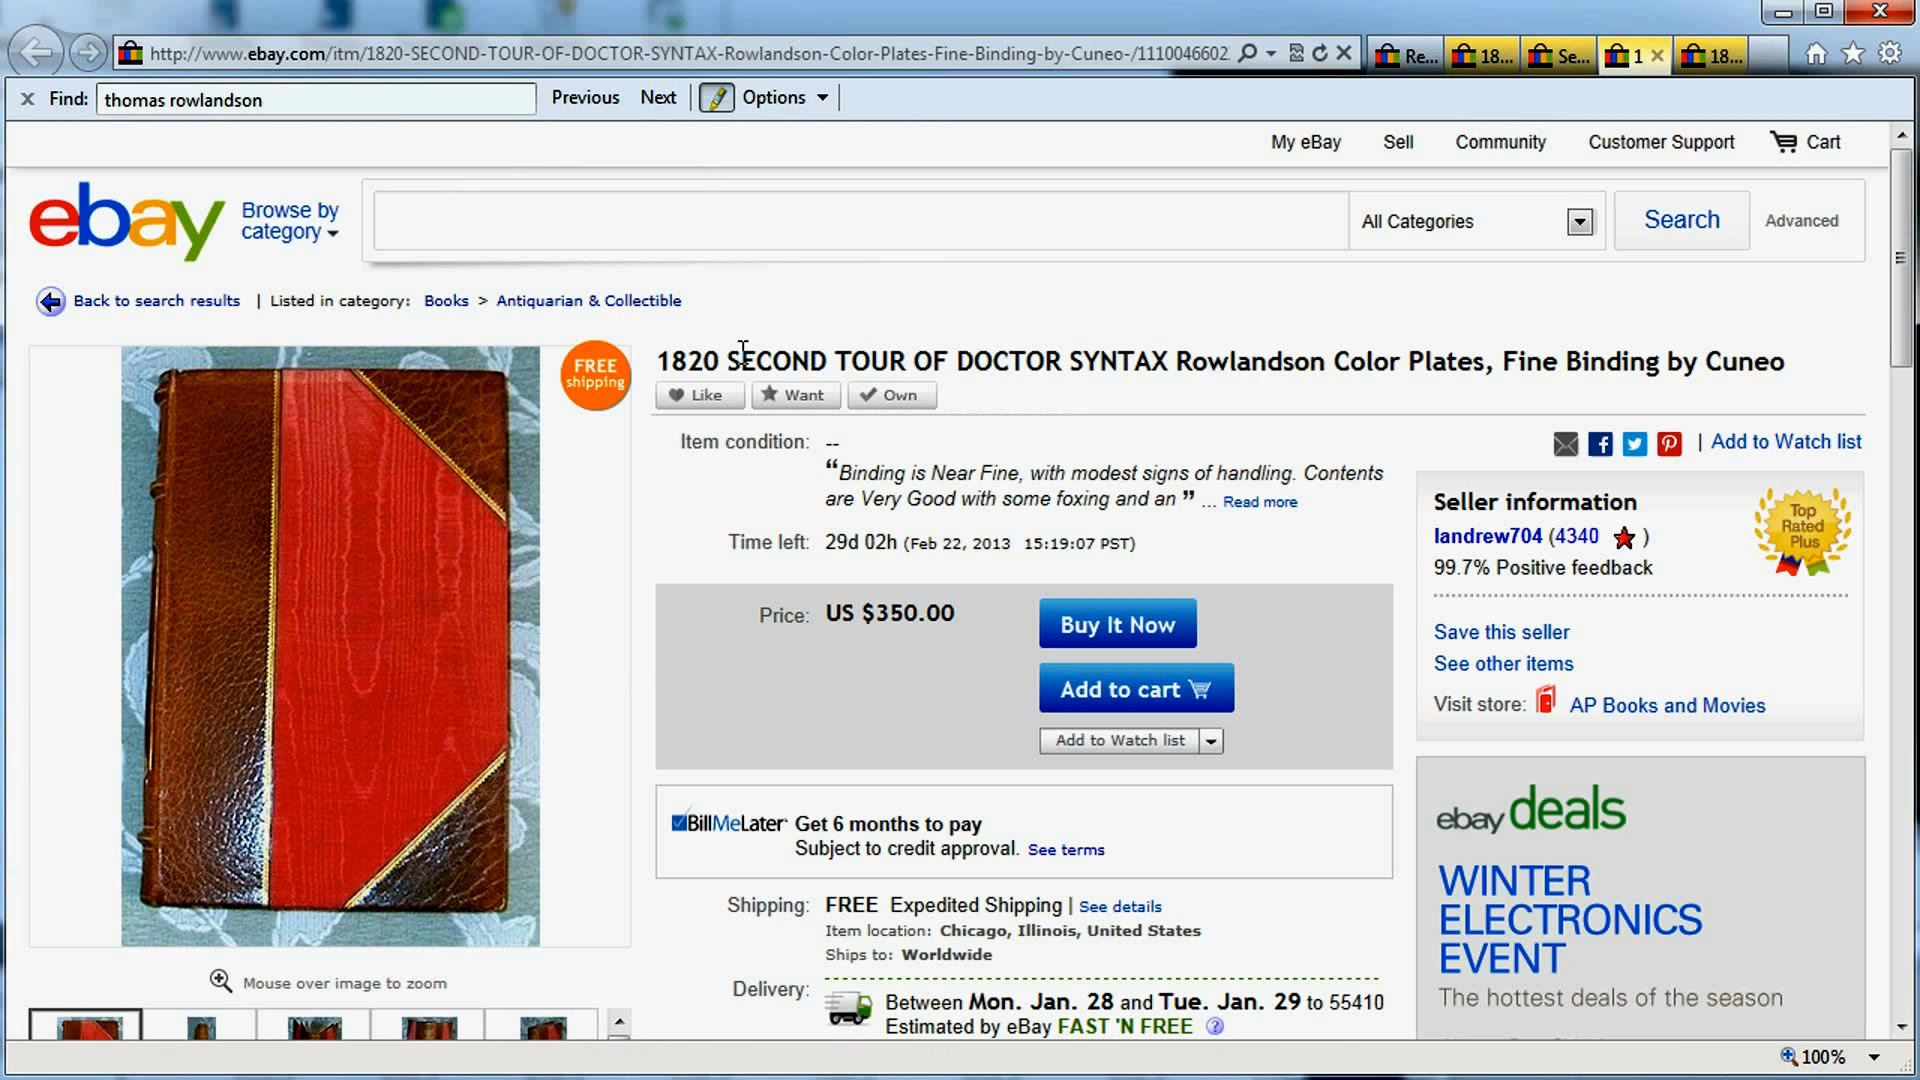 http://www.ebay.com/itm/1820-SECOND-TOUR-OF-DOCTOR-SYNTAX-Rowlandson-Color-Plates-Fine-Binding-by-Cuneo-/1110046602
Re...
18...
Se...
1
18...
Find: thomas rowlandson
Previous Next Options
My eBay Sell Community Customer Support Cart
ebay
Browse by
category
All Categories
Search
Advanced
Back to search results | Listed in category: Books > Antiquarian & Collectible
FREE
shipping
1820 SECOND TOUR OF DOCTOR SYNTAX Rowlandson Color Plates, Fine Binding by Cuneo
Like Want Own
Item condition: --
“Binding is Near Fine, with modest signs of handling. Contents
are Very Good with some foxing and an ” ... Read more
Time left: 29d 02h (Feb 22, 2013 15:19:07 PST)
Price: US $350.00
Buy It Now
Add to cart
Add to Watch list
BillMeLater Get 6 months to pay
Subject to credit approval. See terms
Shipping: FREE Expedited Shipping | See details
Item location: Chicago, Illinois, United States
Ships to: Worldwide
Delivery: Between Mon. Jan. 28 and Tue. Jan. 29 to 55410
Estimated by eBay FAST 'N FREE ?
Mouse over image to zoom
| Add to Watch list
Seller information
landrew704 (4340 )
99.7% Positive feedback
Top
Rated
Plus
Save this seller
See other items
Visit store: AP Books and Movies
ebay deals
WINTER
ELECTRONICS
EVENT
The hottest deals of the season
100%